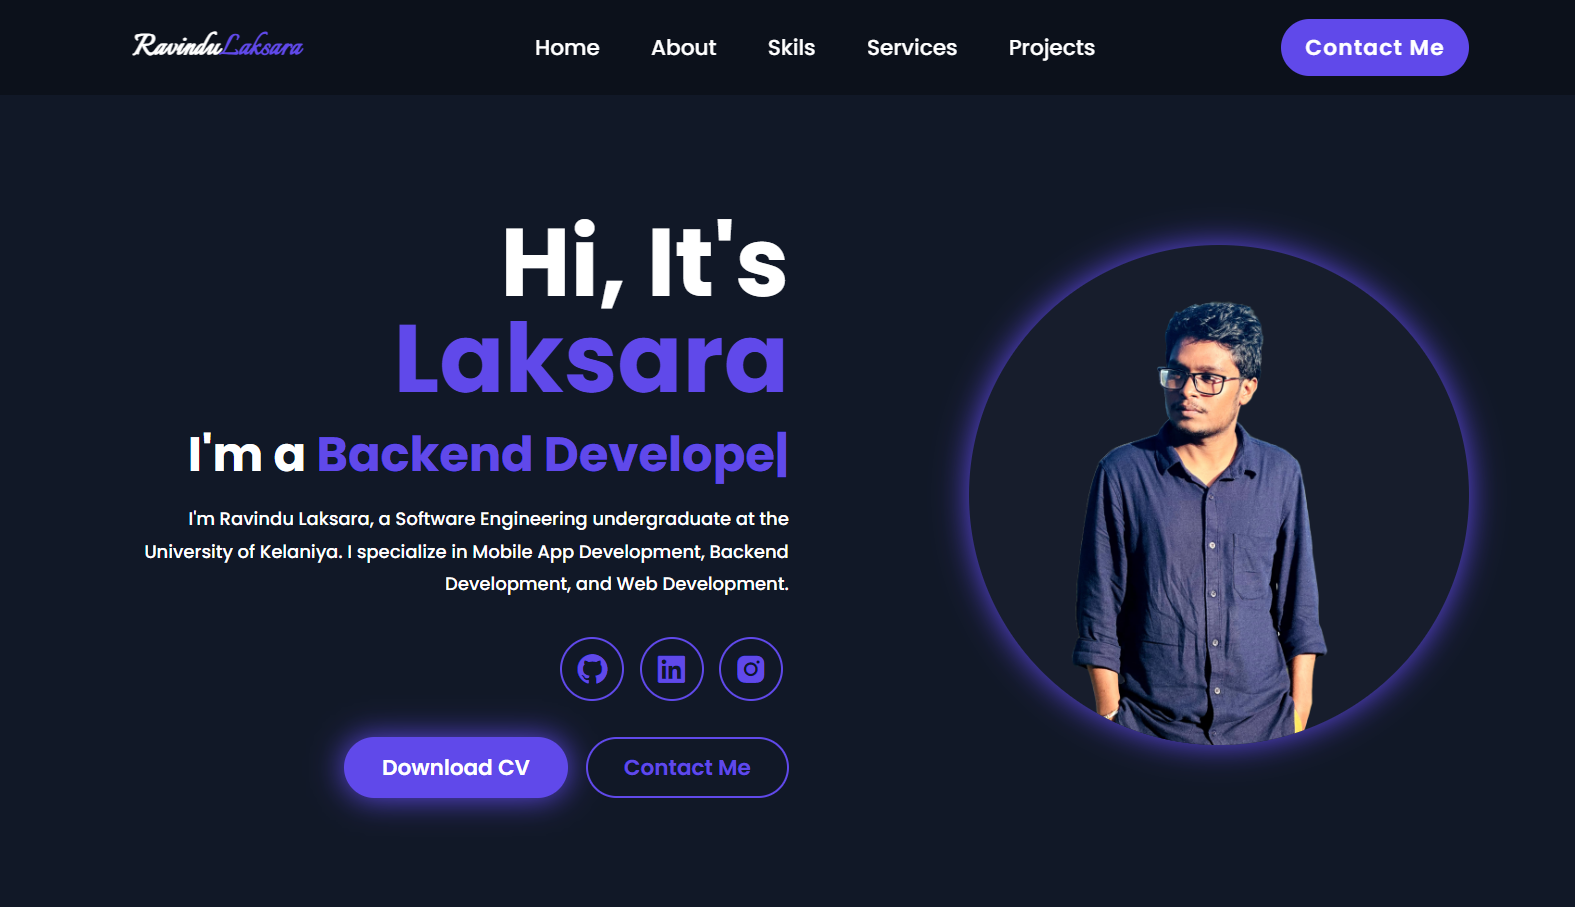 RavinduLaksara
Home
About
Skils
Services
Projects
Contact Me
Hi, It's
Laksara
I'm a Backend Develope|
I'm Ravindu Laksara, a Software Engineering undergraduate at the
University of Kelaniya. I specialize in Mobile App Development, Backend
Development, and Web Development.
in
Download CV
Contact Me